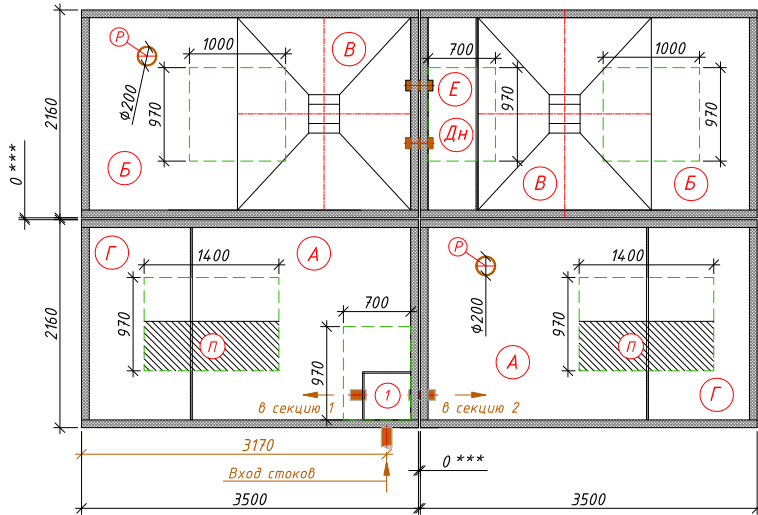 Р
1000
В
700
1000
Е
ф200
970
970
970
2160
Дн
Б
В
Б
0 ***
Г
А
Р
1400
1400
700
ф200
2160
970
970
П
П
970
А
1
Г
в секцию 1
в секцию 2
3170
0 ***
Вход стоков
3500
3500